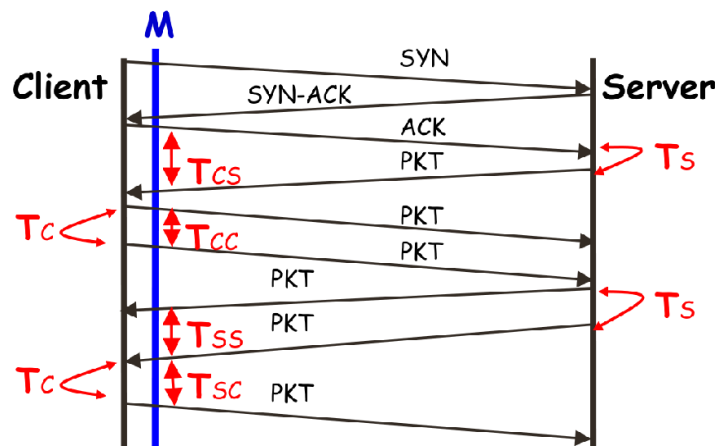 M
SYN
Client
Server
SYN-ACK
ACK
TCS
PKT
TS
TC
TCC
PKT
PKT
PKT
TS
PKT
TSS
TC
TSC
PKT